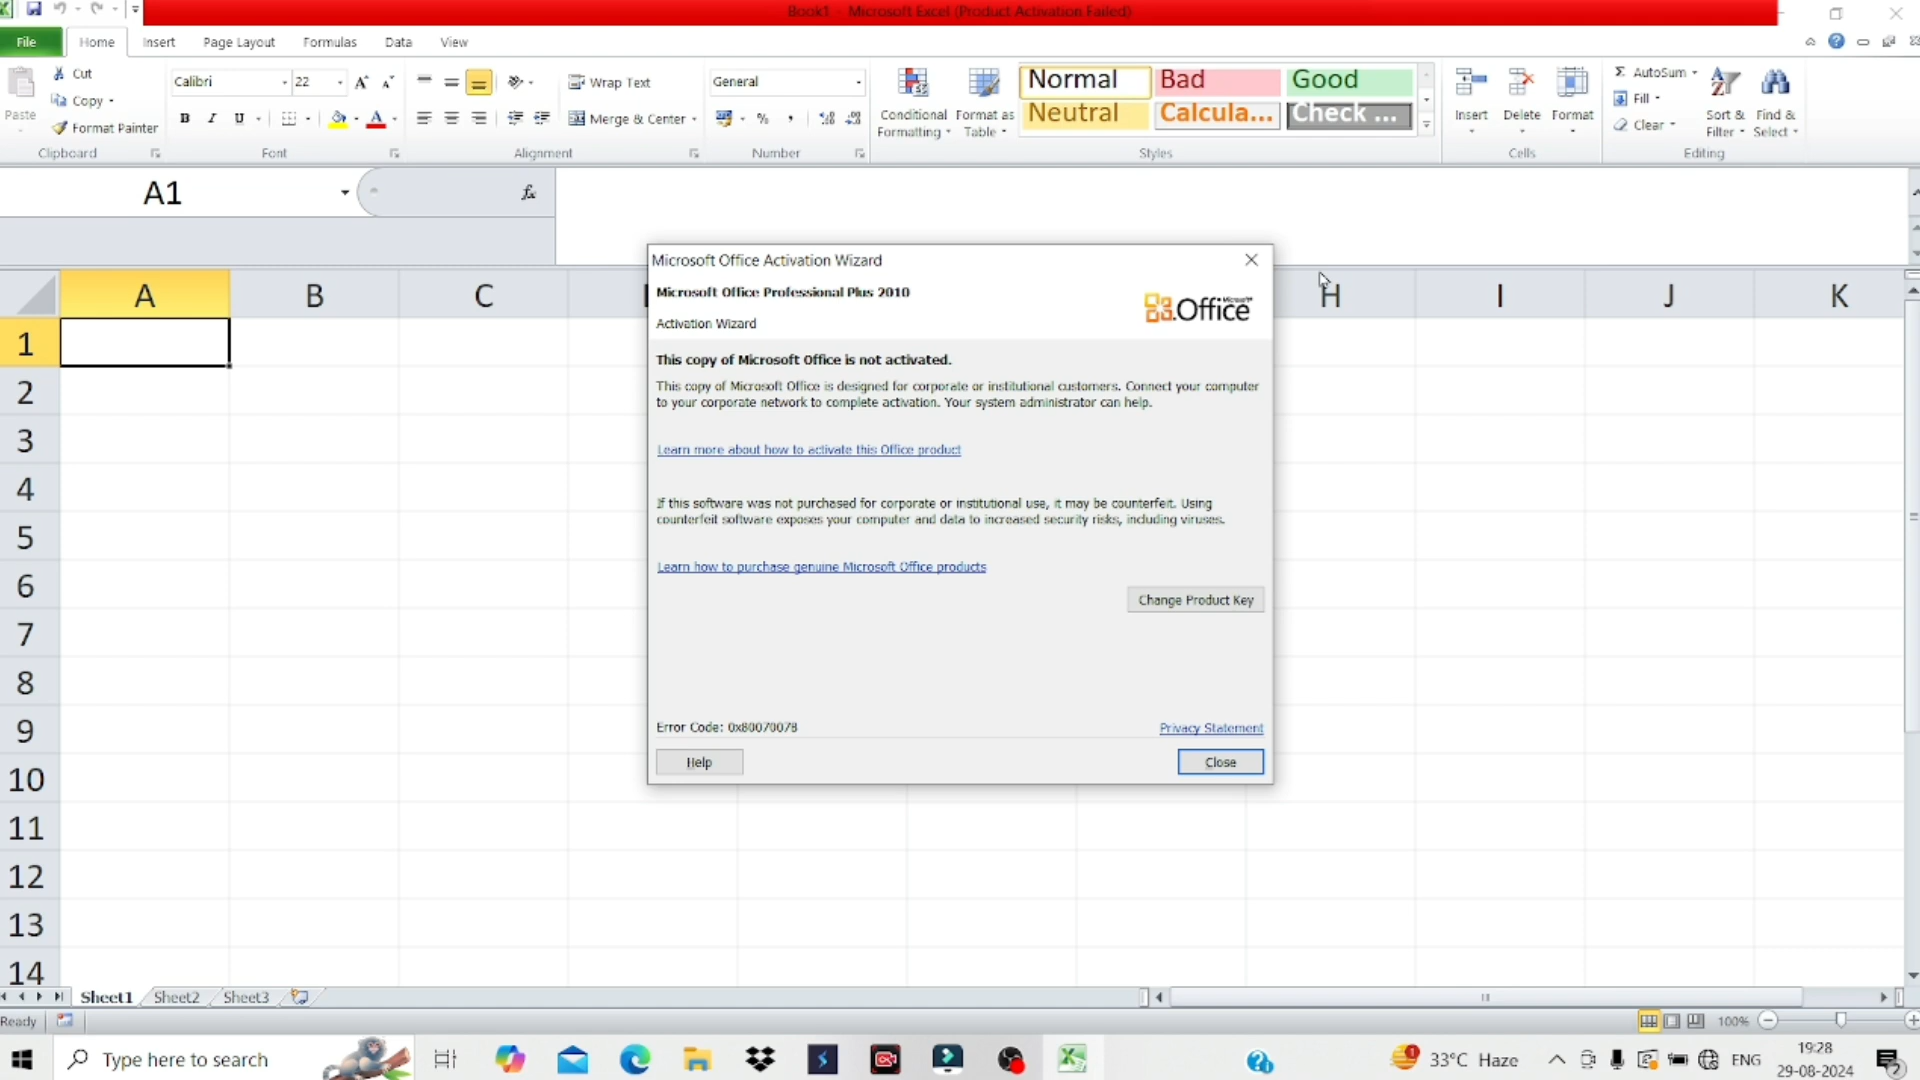 Book1 - Microsoft Excel (Product Activation Failed)
File Home Insert Page Layout Formulas Data View
Paste
Cut
Copy
Format Painter
Clipboard
Calibri 22
B I U
Font
Wrap Text
Merge & Center
Alignment
General
%
Number
Conditional Formatting
Format as Table
Normal Bad Good
Neutral Calcula... Check ...
Styles
Insert Delete Format
Cells
Σ AutoSum
Fill
Clear
Sort & Filter
Find & Select
Editing
A1
fx
A B C H I J K
1
2
3
4
5
6
7
8
9
10
11
12
13
14
Microsoft Office Activation Wizard
Microsoft Office Professional Plus 2010
Activation Wizard
Microsoft Office
This copy of Microsoft Office is not activated.
This copy of Microsoft Office is designed for corporate or institutional customers. Connect your computer
to your corporate network to complete activation. Your system administrator can help.
Learn more about how to activate this Office product
If this software was not purchased for corporate or institutional use, it may be counterfeit. Using
counterfeit software exposes your computer and data to increased security risks, including viruses.
Learn how to purchase genuine Microsoft Office products
Change Product Key
Error Code: 0x80070078
Privacy Statement
Help Close
Sheet1 Sheet2 Sheet3
Ready
100%
Type here to search
33°C Haze
ENG
19:28
29-08-2024
2